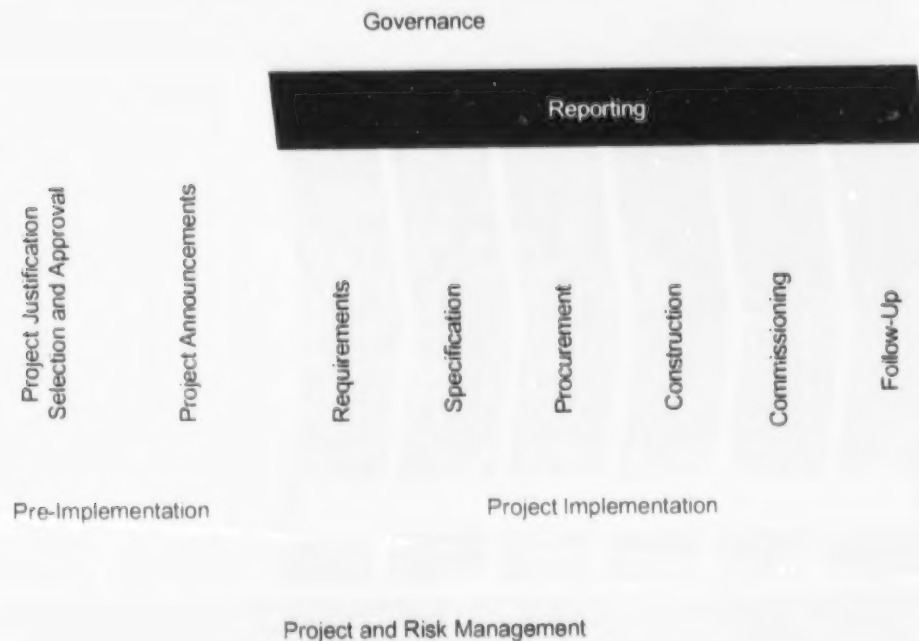 Governance
Reporting
Project Justification
Selection and Approval
Project Announcements
Requirements
Specification
Procurement
Construction
Commissioning
Follow-Up
Pre-Implementation
Project Implementation
Project and Risk Management